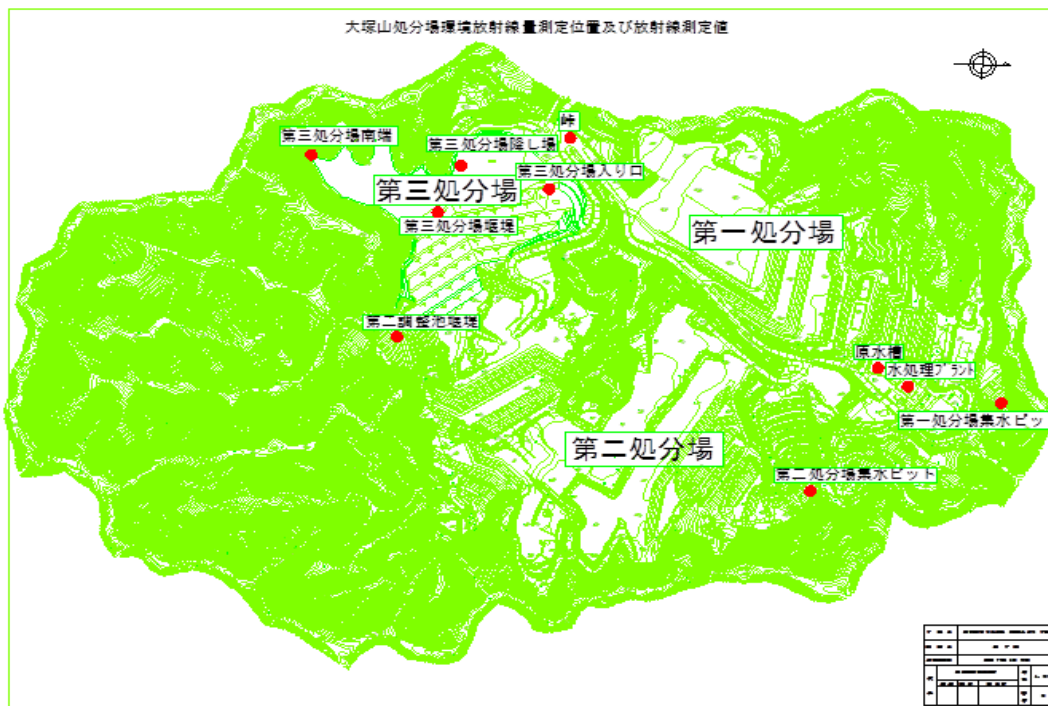 大塚山処分場環境放射線量測定位置及び放射線測定値
峠
第三処分場南端
第三処分場降し場
第三処分場入り口
第三処分場
第三処分場堰堤
第一処分場
第二調整池堰堤
原水槽
水処理プラント
第一処分場集水ピッ
第二処分場
第二処分場集水ピット